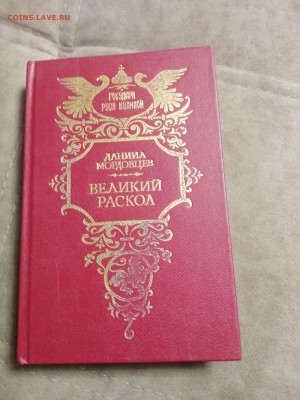 COINS.LAVE.RU
ГОСУДАРИ
РУСИ ВЕЛИКОЙ
ДАНИИЛ
МОРДОВЦЕВ
ВЕЛИКИЙ
РАСКОЛ